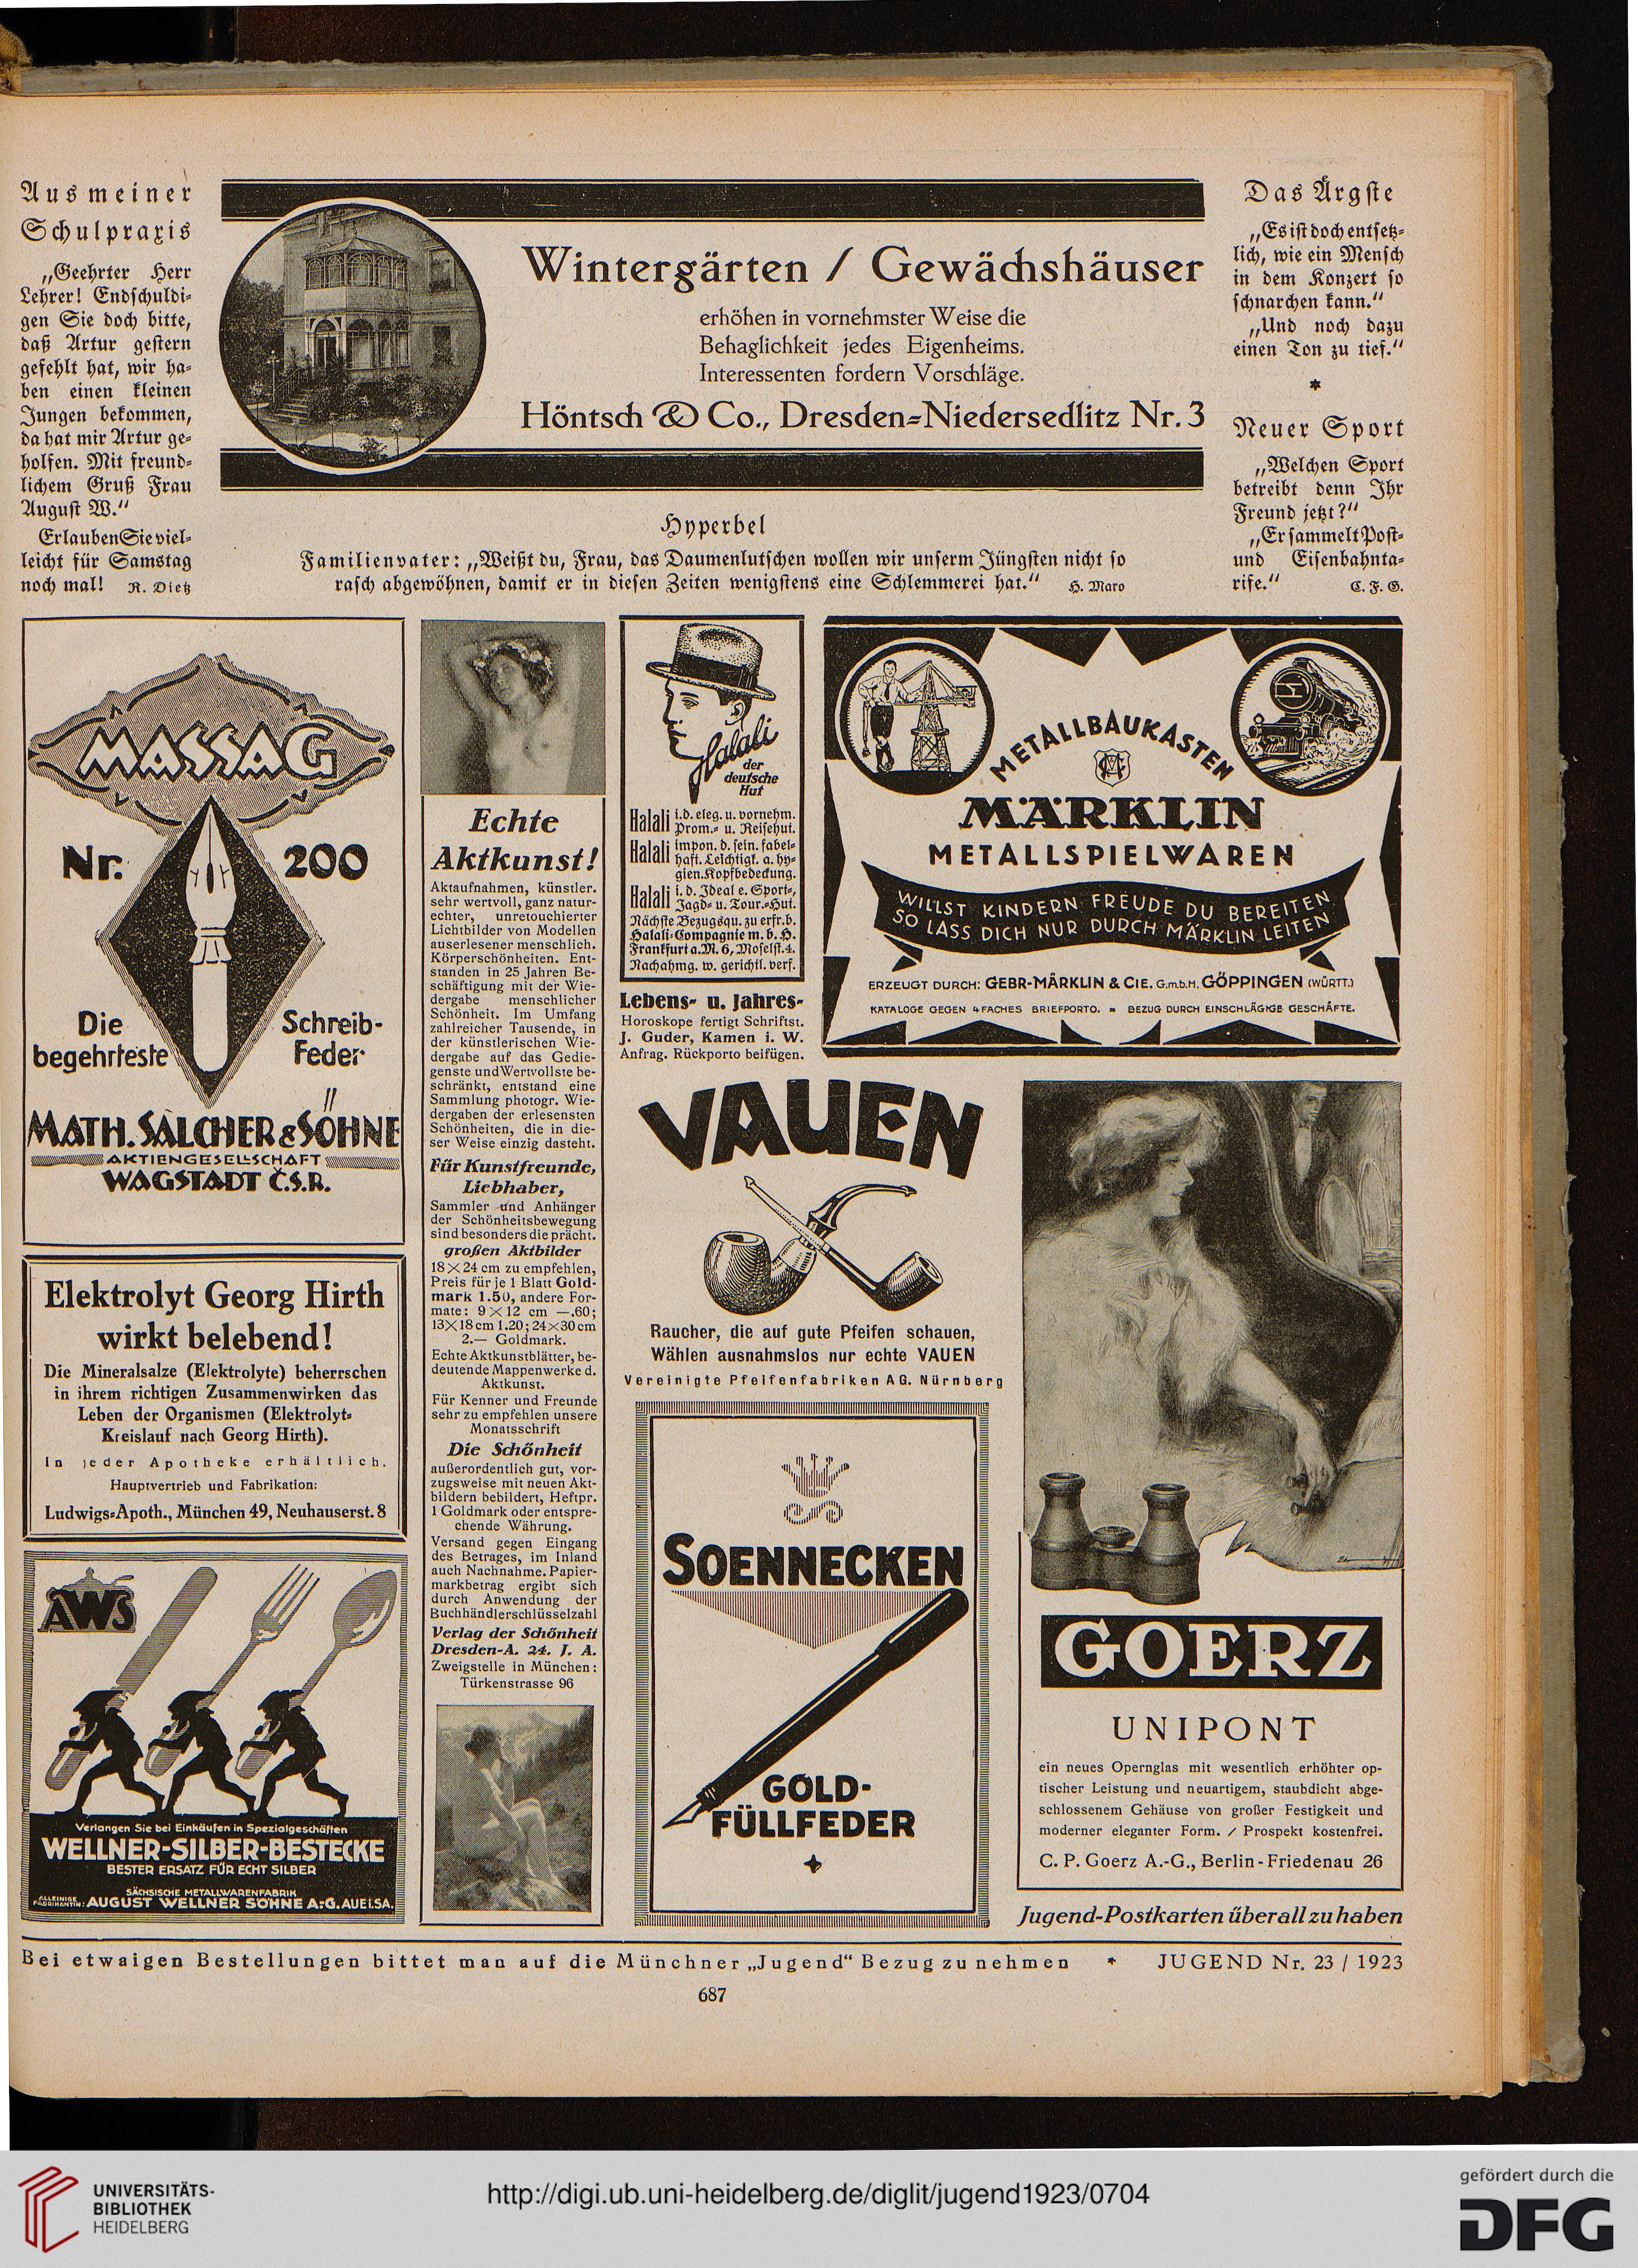 Aus meiner
Schulpraxis
„Geehrter Herr
Lehrer! Endschuldi-
gen Sie doch bitte,
daß Artur gestern
gefehlt hat, wir ha-
ben einen kleinen
Jungen bekommen,
da hat mir Artur ge-
holfen. Mit freund-
lichem Gruß Frau
August W."
Erlauben Sie viel-
leicht für Samstag
noch mal! R. Dietz
Wintergärten / Gewächshäuser
erhöhen in vornehmster Weise die
Behaglichkeit jedes Eigenheims.
Interessenten fordern Vorschläge.
Höntsch & Co., Dresden-Niedersedlitz Nr. 3
Hyperbel
Familienvater: „Weißt du, Frau, das Daumenlutschen wollen wir unserm Jüngsten nicht so
rasch abgewöhnen, damit er in diesen Zeiten wenigstens eine Schlemmerei hat." H. Maro
Das Ärgste
„Es ist doch entsetz-
lich, wie ein Mensch
in dem Konzert so
schnarchen kann."
„Und noch dazu
einen Ton zu tief."
*
Neuer Sport
„Welchen Sport
betreibt denn Ihr
Freund jetzt?"
„Er sammelt Post-
und Eisenbahnta-
rife." C. F. G.
MASSAG
Nr. 200
Die Schreib-
begehrteste Feder
MATH. SALCHER & SÖHNE
AKTIENGESELLSCHAFT
WAGSTADT Č.S.R.
Elektrolyt Georg Hirth
wirkt belebend!
Die Mineralsalze (Elektrolyte) beherrschen
in ihrem richtigen Zusammenwirken das
Leben der Organismen (Elektrolyt-
Kreislauf nach Georg Hirth).
In jeder Apotheke erhältlich.
Hauptvertrieb und Fabrikation:
Ludwigs-Apoth., München 49, Neuhauserst. 8
AWS
Verlangen Sie bei Einkäufen in Spezialgeschäften
WELLNER-SILBER-BESTECKE
BESTER ERSATZ FÜR ECHT SILBER
SÄCHSISCHE METALLWARENFABRIK
ALLEINIGE FABRIKANTIN: AUGUST WELLNER SÖHNE A:G. AUE i. SA.
Echte
Aktkunst!
Aktaufnahmen, künstler.
sehr wertvoll, ganz natur-
echter, unretouchierter
Lichtbilder von Modellen
auserlesener menschlich.
Körperschönheiten. Ent-
standen in 25 Jahren Be-
schäftigung mit der Wie-
dergabe menschlicher
Schönheit. Im Umfang
zahlreicher Tausende, in
der künstlerischen Wie-
dergabe auf das Gedie-
genste und Wertvollste be-
schränkt, entstand eine
Sammlung photogr. Wie-
dergaben der erlesensten
Schönheiten, die in die-
ser Weise einzig dasteht.
Für Kunstfreunde,
Liebhaber,
Sammler und Anhänger
der Schönheitsbewegung
sind besonders die prächt.
großen Aktbilder
18×24 cm zu empfehlen,
Preis für je 1 Blatt Gold-
mark 1.50, andere For-
mate: 9×12 cm —.60;
13×18 cm 1.20; 24×30 cm
2.— Goldmark.
Echte Aktkunstblätter, be-
deutende Mappenwerke d.
Aktkunst.
Für Kenner und Freunde
sehr zu empfehlen unsere
Monatsschrift
Die Schönheit
außerordentlich gut, vor-
zugsweise mit neuen Akt-
bildern bebildert, Heftpr.
1 Goldmark oder entspre-
chende Währung.
Versand gegen Eingang
des Betrages, im Inland
auch Nachnahme. Papier-
markbetrag ergibt sich
durch Anwendung der
Buchhändlerschlüsselzahl
Verlag der Schönheit
Dresden-A. 24. J. A.
Zweigstelle in München:
Türkenstrasse 96
Halali
der
deutsche
Hut
Halali i. d. eleg. u. vornehm.
Prom.- u. Reisehut.
Halali impon. d. sein. fabel-
haft. Leichtigk. a. hy-
gien. Kopfbedeckung.
Halali i. d. Ideal e. Sport-,
Jagd- u. Tour.-Hut.
Nächste Bezugsqu. zu erfr. b.
Halali-Compagnie m. b. H.
Frankfurt a. M. 6, Moselst. 4.
Nachahmg. w. gerichtl. verf.
Lebens- u. Jahres-
Horoskope fertigt Schriftst.
J. Guder, Kamen i. W.
Anfrag. Rückporto beifügen.
METALLBAUKASTEN
MÄRKLIN
METALLSPIELWAREN
WILLST KINDERN FREUDE DU BEREITEN
SO LASS DICH NUR DURCH MÄRKLIN LEITEN
ERZEUGT DURCH: GEBR. MÄRKLIN & CIE. G.m.b.H. GÖPPINGEN (WÜRTT.)
KATALOGE GEGEN 4 FACHES BRIEFPORTO. BEZUG DURCH EINSCHLÄGIGE GESCHÄFTE.
VAUEN
Raucher, die auf gute Pfeifen schauen,
Wählen ausnahmslos nur echte VAUEN
Vereinigte Pfeifenfabriken AG. Nürnberg
SOENNECKEN
GOLD-
FÜLLFEDER
GOERZ
UNIPONT
ein neues Opernglas mit wesentlich erhöhter op-
tischer Leistung und neuartigem, staubdicht abge-
schlossenem Gehäuse von großer Festigkeit und
moderner eleganter Form. / Prospekt kostenfrei.
C. P. Goerz A.-G., Berlin-Friedenau 26
Jugend-Postkarten überall zu haben
Bei etwaigen Bestellungen bittet man auf die Münchner „Jugend" Bezug zu nehmen * JUGEND Nr. 23 / 1923
687
UNIVERSITÄTS-
BIBLIOTHEK
HEIDELBERG
http://digi.ub.uni-heidelberg.de/diglit/jugend1923/0704
gefördert durch die
DFG